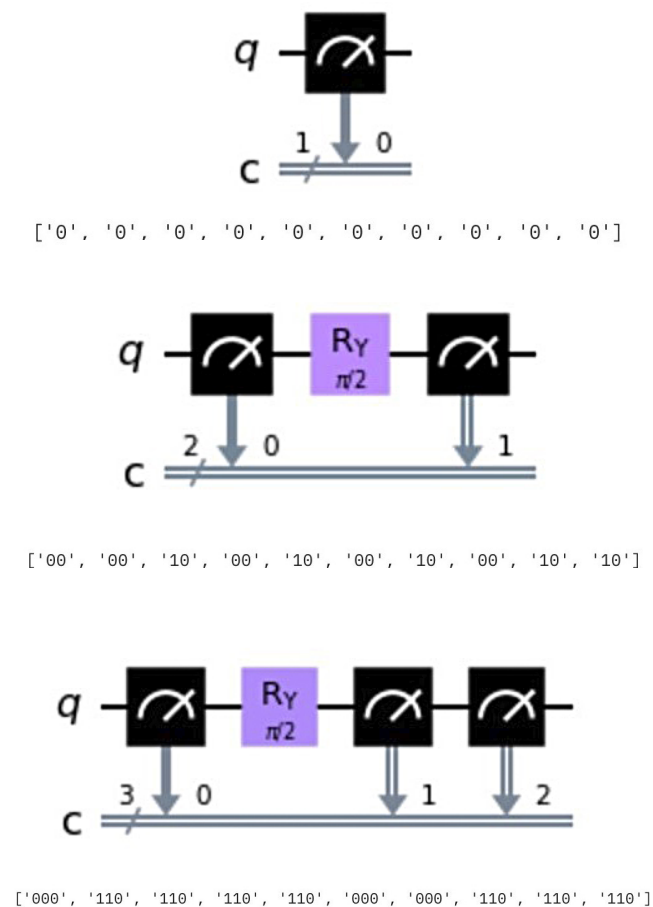 q
1 0
c
['0', '0', '0', '0', '0', '0', '0', '0', '0', '0']
q RY
π/2
2 0 1
c
['00', '00', '10', '00', '10', '00', '10', '00', '10', '10']
q RY
π/2
3 0 1 2
c
['000', '110', '110', '110', '110', '000', '000', '110', '110', '110']